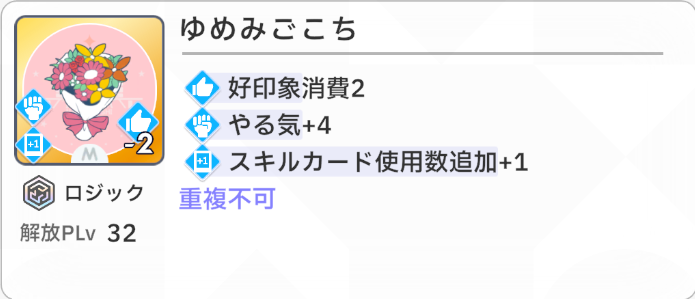 ゆめみごこち
好印象消費2
やる気+4
+1
-2
M
+1
スキルカード使用数追加+1
ロジック
重複不可
解放PLv 32